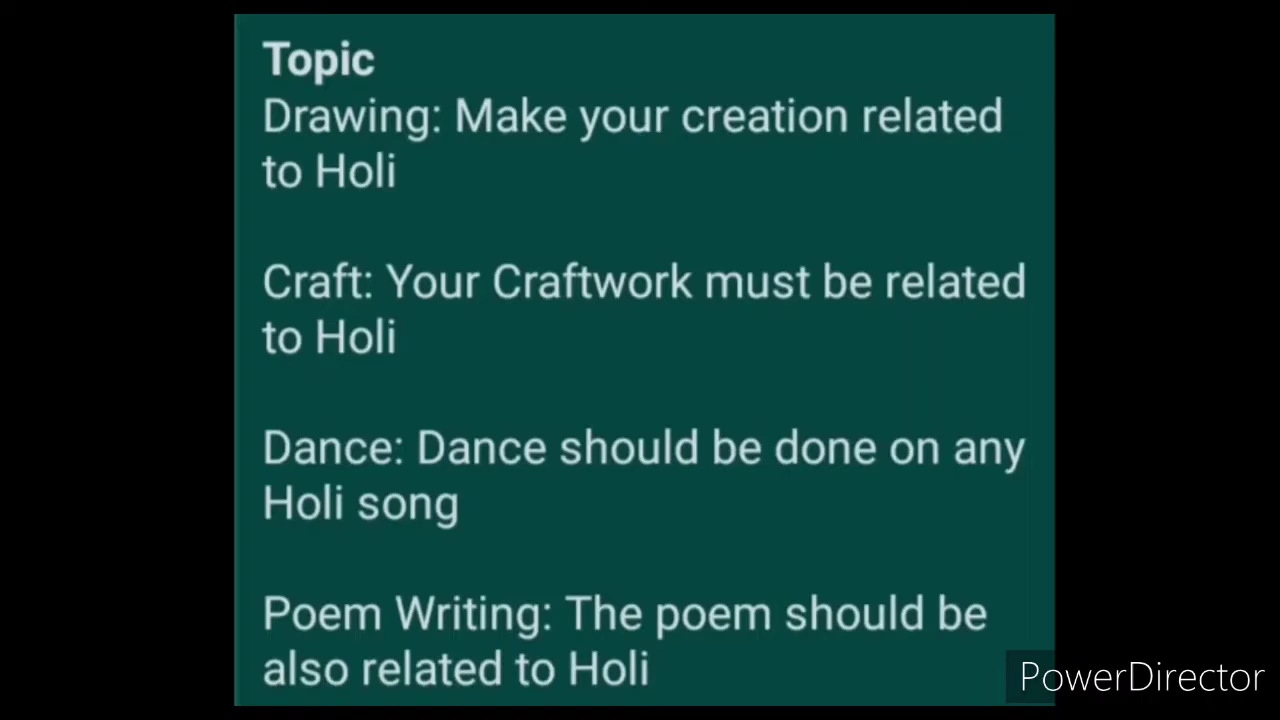 Topic
Drawing: Make your creation related
to Holi
Craft: Your Craftwork must be related
to Holi
Dance: Dance should be done on any
Holi song
Poem Writing: The poem should be
also related to Holi
PowerDirector